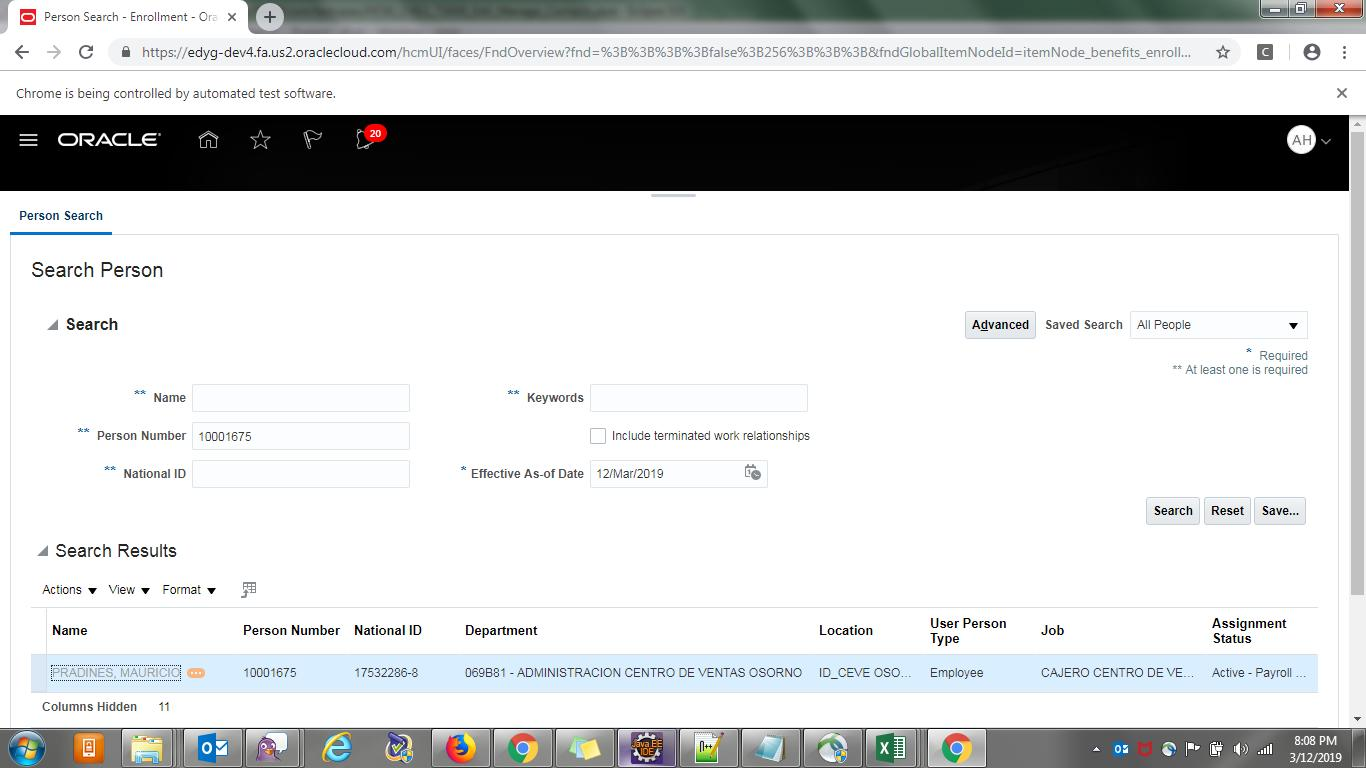 Person Search - Enrollment - Ora
https://edyg-dev4.fa.us2.oraclecloud.com/hcmUI/faces/FndOverview?fnd=%3B%3B%3B%3Bfalse%3B256%3B%3B%3B&fndGlobalItemNodeId=itemNode_benefits_enroll...
C
Chrome is being controlled by automated test software.
ORACLE
20
AH
Person Search
Search Person
Search
Advanced Saved Search All People
* Required
** At least one is required
** Name
** Keywords
** Person Number 10001675
Include terminated work relationships
** National ID
* Effective As-of Date 12/Mar/2019
Search Reset Save...
Search Results
Actions View Format
Name Person Number National ID Department Location User Person Type Job Assignment Status
PRADINES, MAURICIO 10001675 17532286-8 069B81 - ADMINISTRACION CENTRO DE VENTAS OSORNO ID_CEVE OSO... Employee CAJERO CENTRO DE VE... Active - Payroll ...
Columns Hidden 11
Java EE
IDE
8:08 PM
3/12/2019